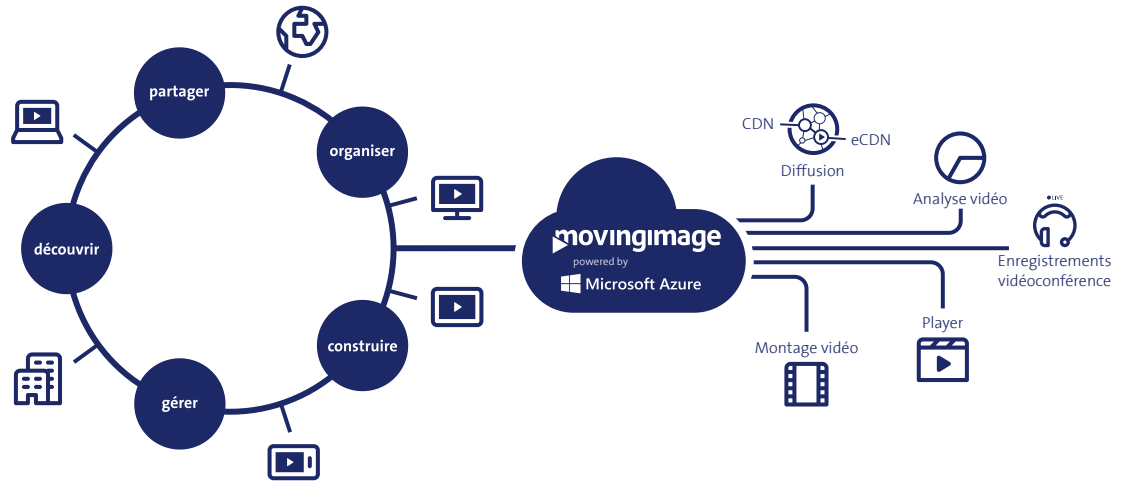 partager
organiser
découvrir
construire
gérer
movingimage
powered by
Microsoft Azure
CDN
eCDN
Diffusion
Analyse vidéo
LIVE
Enregistrements
vidéoconférence
Player
Montage vidéo